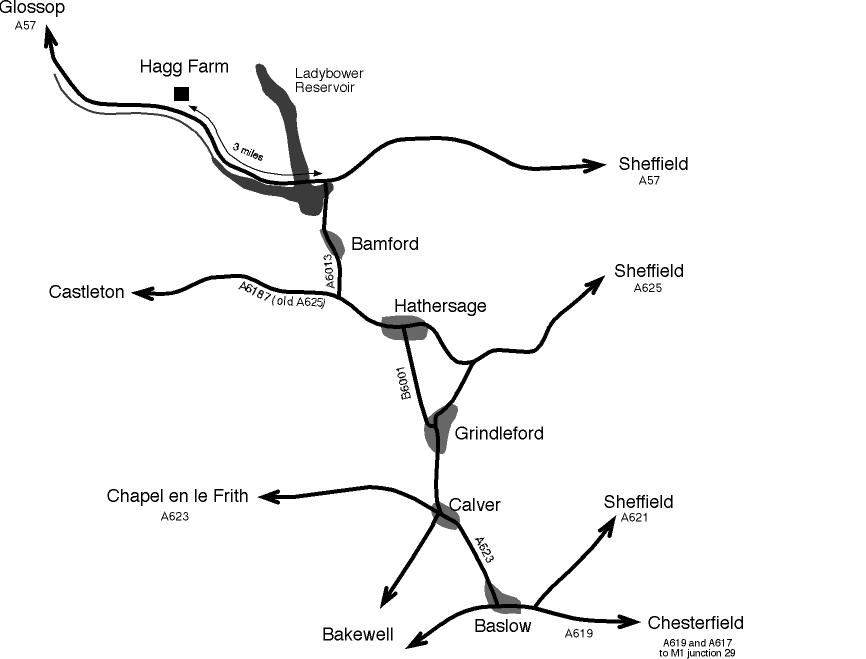 Glossop
A57
Hagg Farm
Ladybower
Reservoir
3 miles
Sheffield
A57
Bamford
A6013
Castleton
A6187 (old A625)
Sheffield
A625
Hathersage
B6001
Grindleford
Chapel en le Frith
A623
Calver
Sheffield
A621
A623
Bakewell
Baslow
A619
Chesterfield
A619 and A617
to M1 junction 29